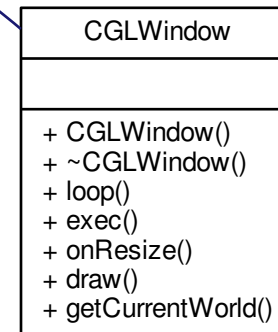 CGLWindow
+ CGLWindow()
+ ~CGLWindow()
+ loop()
+ exec()
+ onResize()
+ draw()
+ getCurrentWorld()